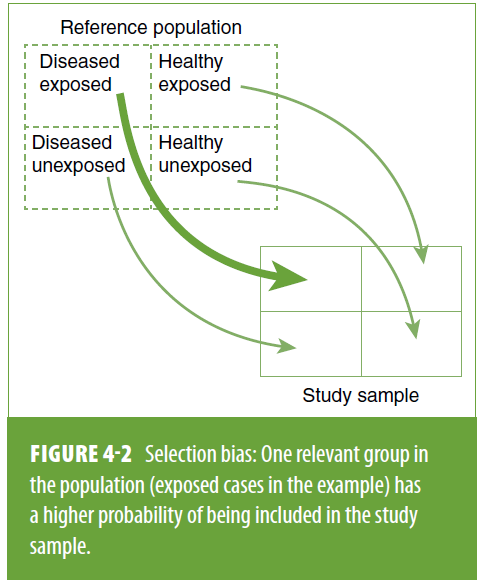 Reference population
Diseased
exposed
Healthy
exposed
Diseased
unexposed
Healthy
unexposed
Study sample
FIGURE 4-2 Selection bias: One relevant group in
the population (exposed cases in the example) has
a higher probability of being included in the study
sample.